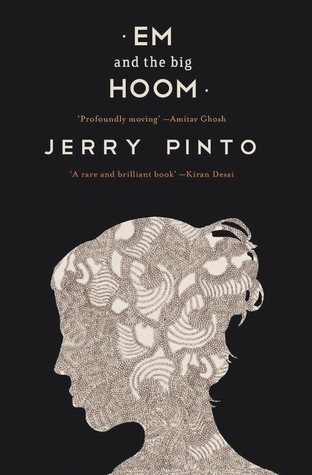 · EM
and the big
HOOM ·
'Profoundly moving' —Amitav Ghosh
JERRY PINTO
'A rare and brilliant book' —Kiran Desai